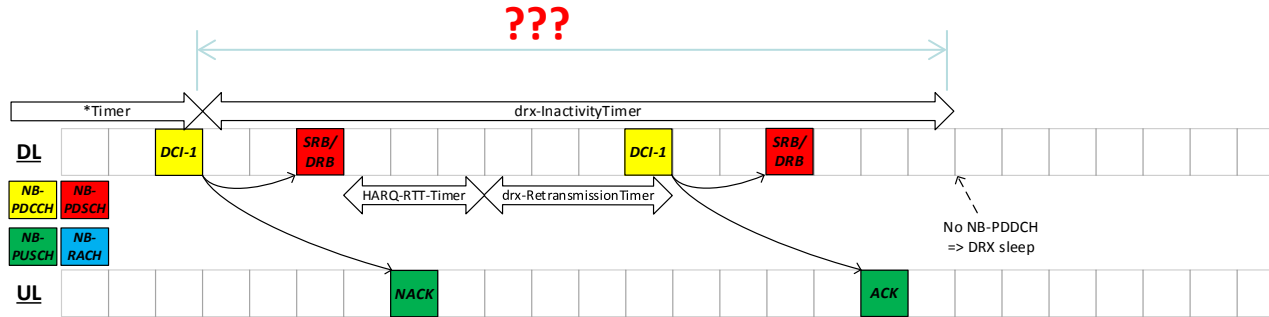 ???
*Timer
drx-InactivityTimer
DL
DCI-1
SRB/
DRB
DCI-1
SRB/
DRB
NB-
PDCCH
NB-
PDSCH
HARQ-RTT-Timer
drx-RetransmissionTimer
No NB-PDDCH
=> DRX sleep
NB-
PUSCH
NB-
RACH
UL
NACK
ACK